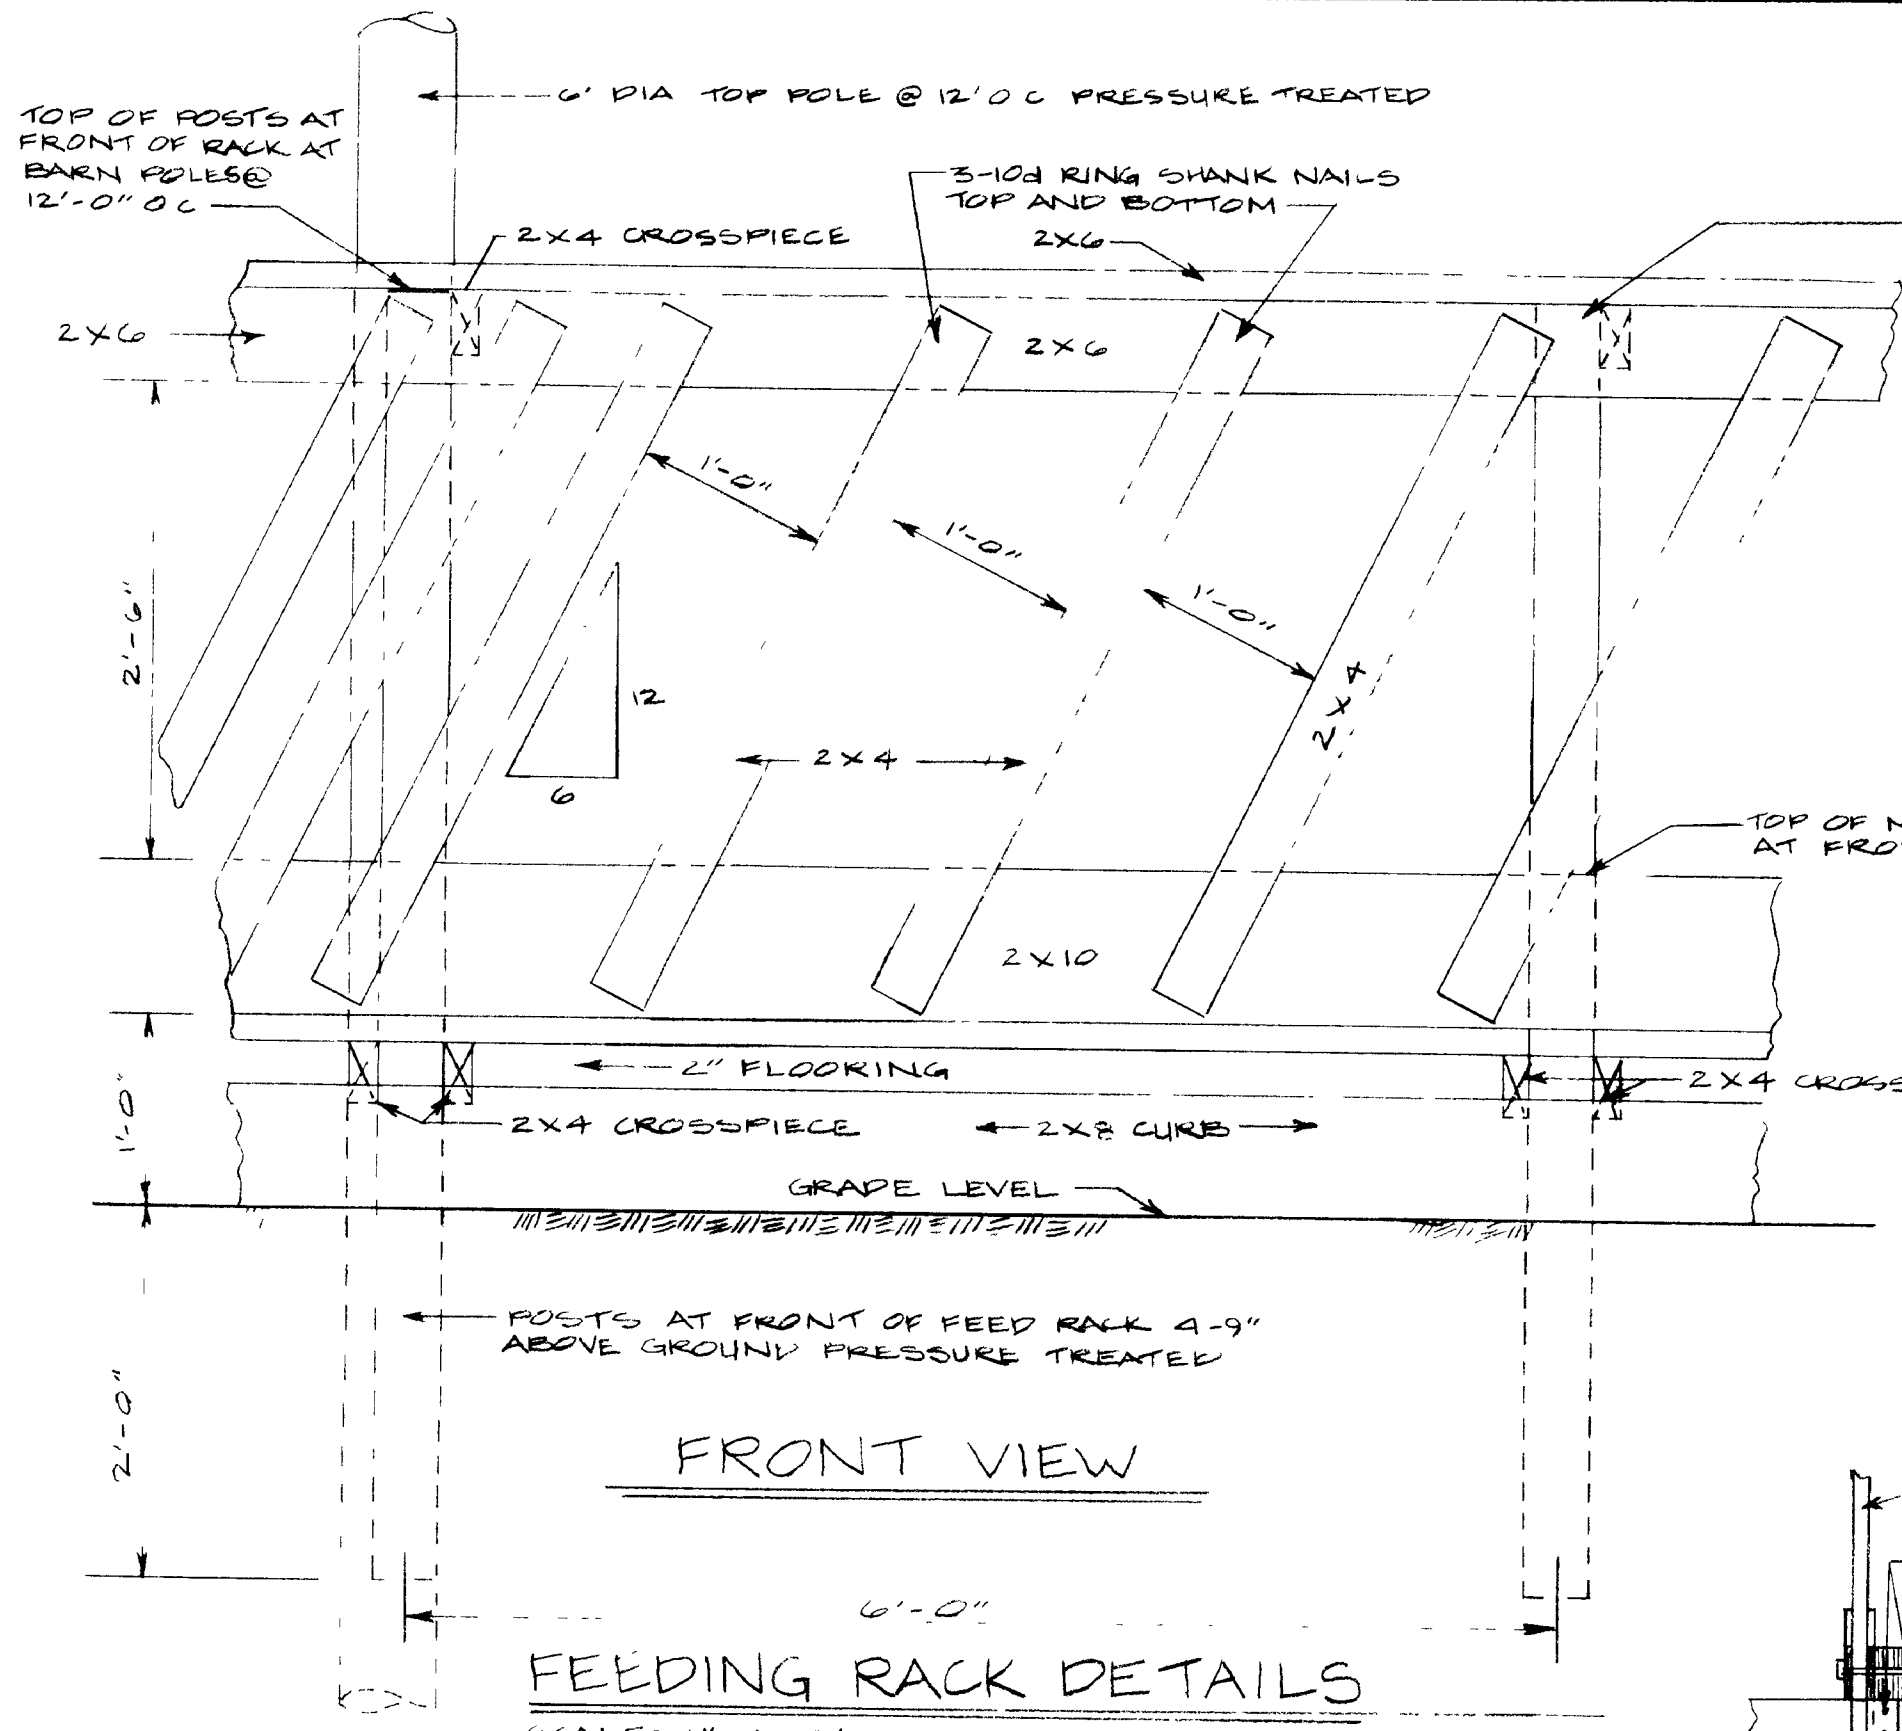 6' DIA TOP POLE @ 12' O C PRESSURE TREATED
TOP OF POSTS AT
FRONT OF RACK AT
BARN POLES @
12'-0" O C
3-10d RING SHANK NAILS
TOP AND BOTTOM
2X4 CROSSPIECE
2X6
2X6
2X6
1'-0"
1'-0"
1'-0"
2'-6"
12
6
2X4
2X4
TOP OF
AT
2X10
2" FLOORING
2X4
2X4 CROSSPIECE
2X8 CURB
1'-0"
GRADE LEVEL
POSTS AT FRONT OF FEED RACK 4-9"
ABOVE GROUND PRESSURE TREATED
2'-0"
FRONT VIEW
6'-0"
FEEDING RACK DETAILS